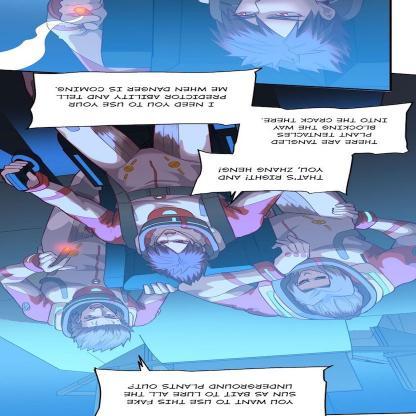 YOU WANT TO USE THIS FAKE
SUN AS BAIT TO LURE ALL THE
UNDERGROUND PLANTS OUT?
THAT'S RIGHT! AND
YOU, ZHANG HENG!
THERE ARE TANGLED
PLANT TENTACLES
BLOCKING THE WAY
INTO THE CRACK THERE.
I NEED YOU TO USE YOUR
PREDICTOR ABILITY AND TELL
ME WHEN DANGER IS COMING.